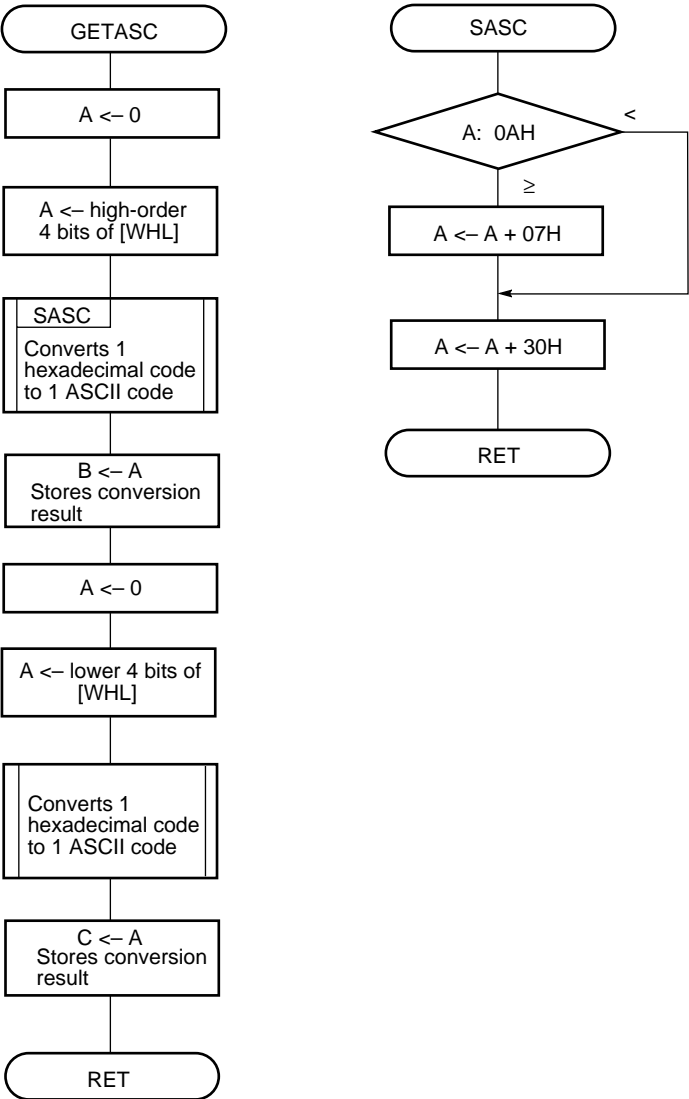 GETASC
A <– 0
A <– high-order
4 bits of [WHL]
SASC
Converts 1
hexadecimal code
to 1 ASCII code
B <– A
Stores conversion
result
A <– 0
A <– lower 4 bits of
[WHL]
Converts 1
hexadecimal code
to 1 ASCII code
C <– A
Stores conversion
result
RET
SASC
A: 0AH
<
≥
A <– A + 07H
A <– A + 30H
RET